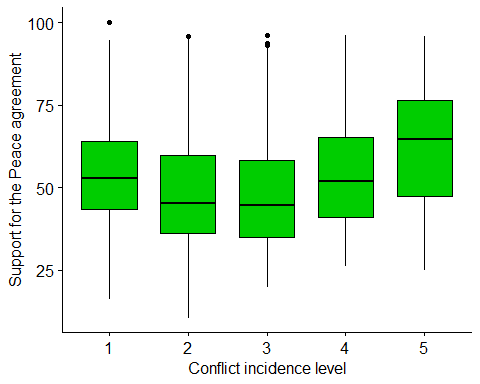 Support for the Peace agreement
100
75
50
25
1 2 3 4 5
Conflict incidence level